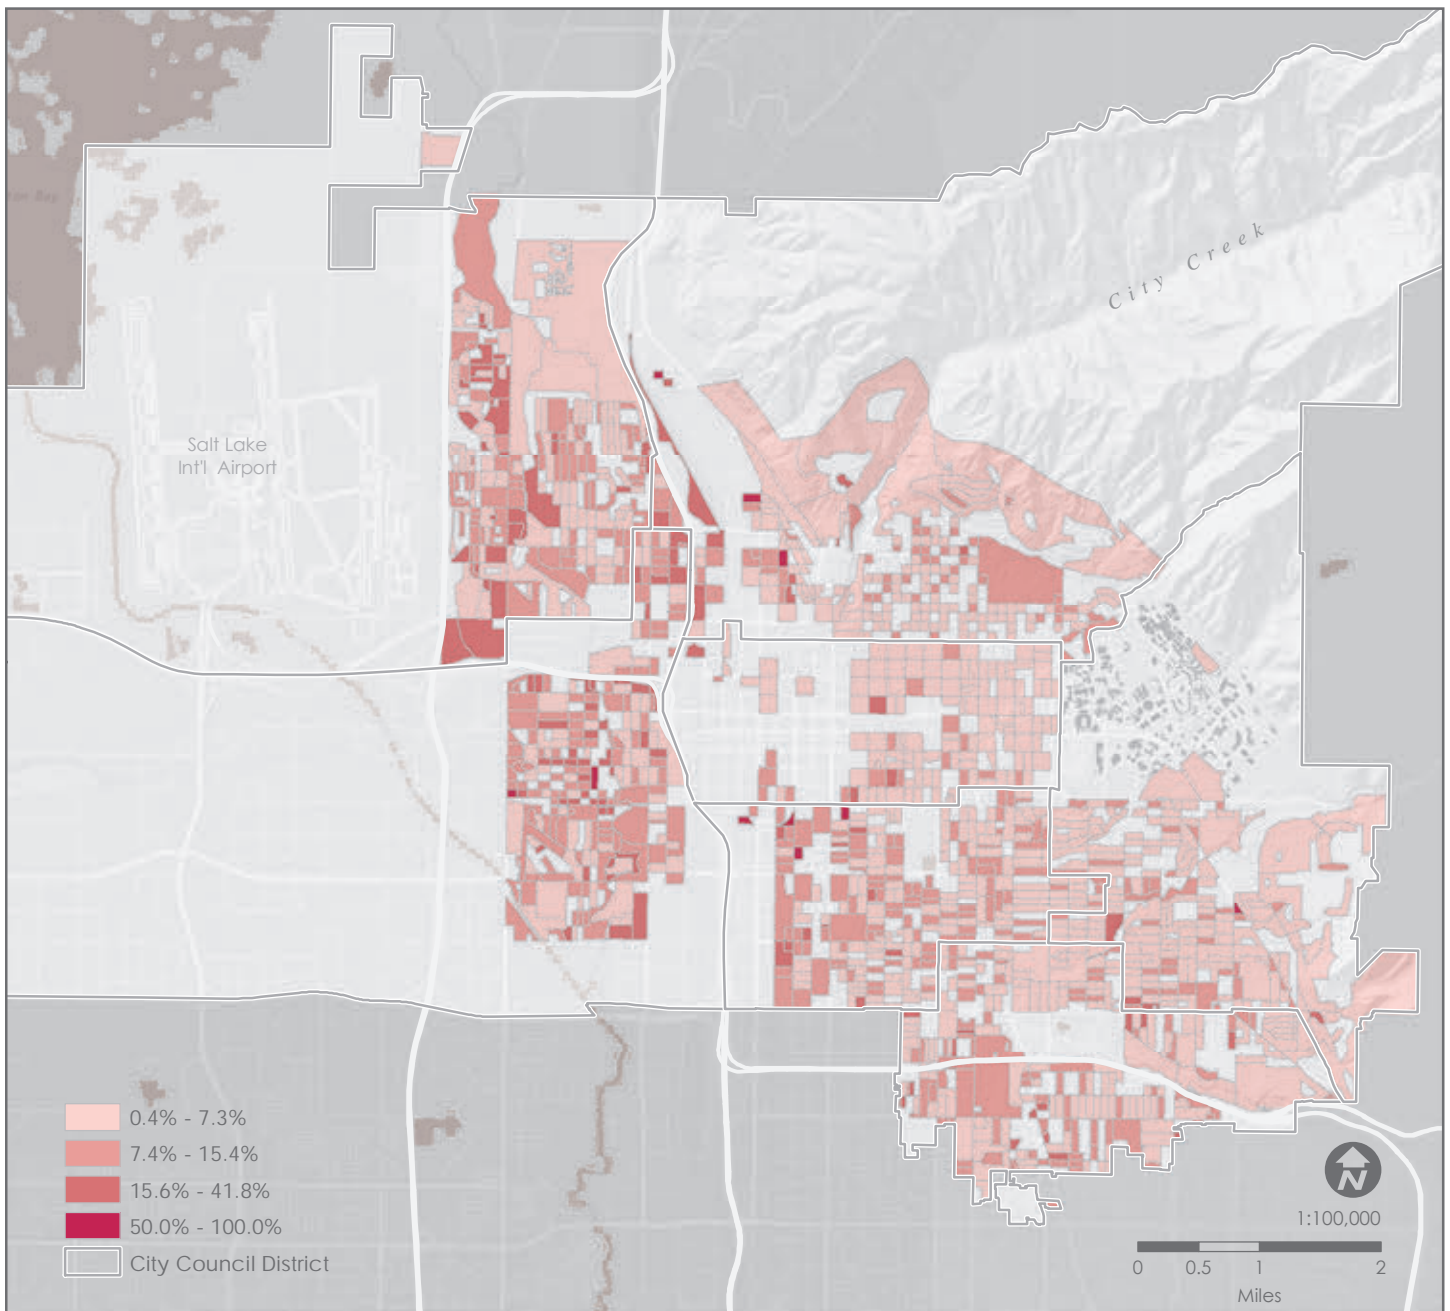 City Creek
Salt Lake
Int'l Airport
0.4% - 7.3%
7.4% - 15.4%
15.6% - 41.8%
50.0% - 100.0%
City Council District
N
1:100,000
0 0.5 1 2
Miles